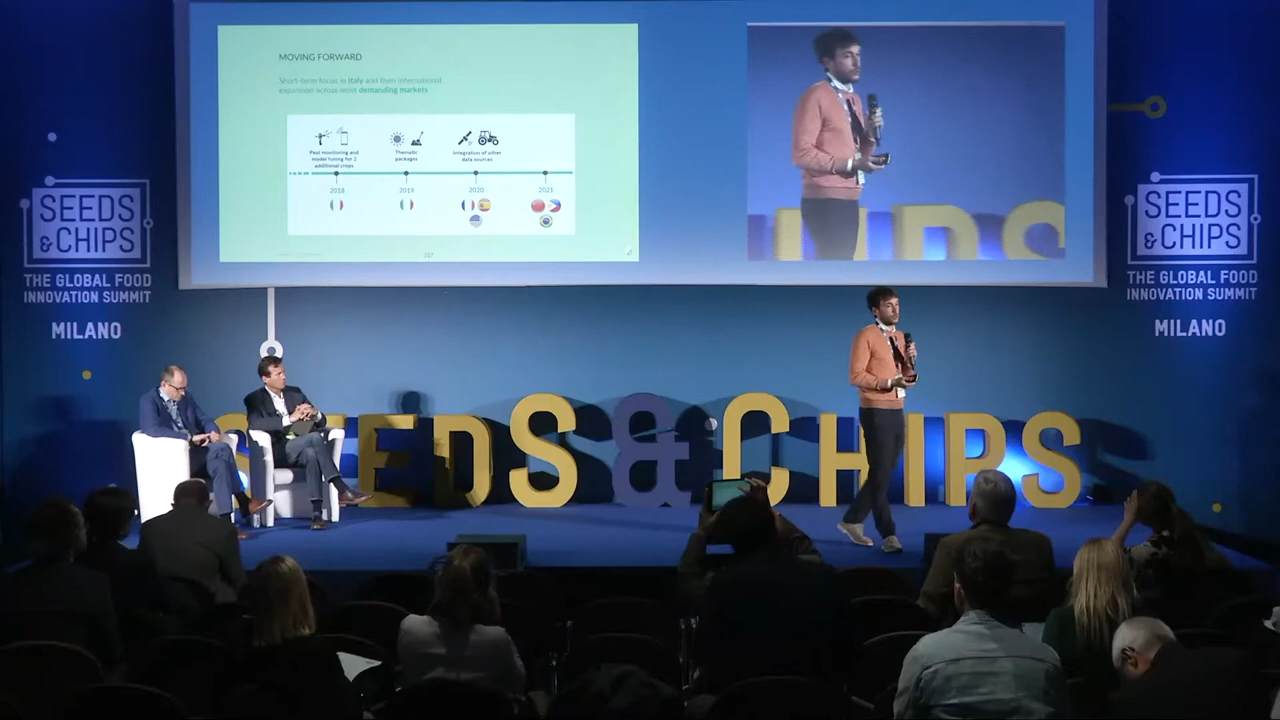 MOVING FORWARD
Short-term focus in Italy and then international
expansion across most demanding markets
Pest monitoring and
model tuning for 2
additional crops
Thematic
packages
Integration of other
data sources
2018
2019
2020
2021
SEEDS
&CHIPS
THE GLOBAL FOOD
INNOVATION SUMMIT
MILANO
SEEDS
&CHIPS
THE GLOBAL FOOD
INNOVATION SUMMIT
MILANO
SEEDS&CHIPS